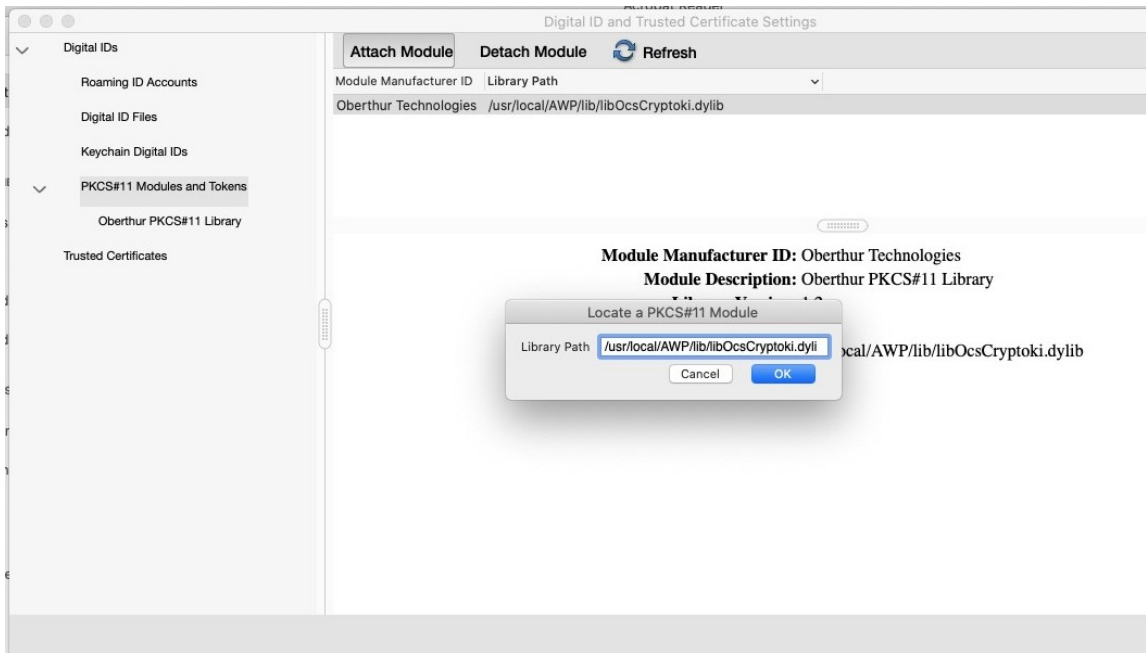 Acrobat Reader
Digital ID and Trusted Certificate Settings
Digital IDs
Roaming ID Accounts
Digital ID Files
Keychain Digital IDs
PKCS#11 Modules and Tokens
Oberthur PKCS#11 Library
Trusted Certificates
Attach Module Detach Module Refresh
Module Manufacturer ID Library Path
Oberthur Technologies /usr/local/AWP/lib/libOcsCryptoki.dylib
Module Manufacturer ID: Oberthur Technologies
Module Description: Oberthur PKCS#11 Library
Locate a PKCS#11 Module
Library Path /usr/local/AWP/lib/libOcsCryptoki.dyli
ocal/AWP/lib/libOcsCryptoki.dylib
Cancel OK